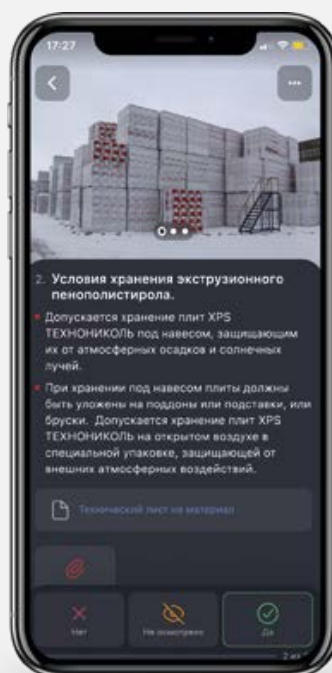 17:27
2. Условия хранения экструзионного
пенополистирола.
Допускается хранение плит XPS
ТЕХНОНИКОЛЬ под навесом, защищающим
их от атмосферных осадков и солнечных
лучей.
При хранении под навесом плиты должны
быть уложены на поддоны или подставки, или
бруски. Допускается хранение плит XPS
ТЕХНОНИКОЛЬ на открытом воздухе в
специальной упаковке, защищающей от
внешних атмосферных воздействий.
Технический лист на материал
Нет
Не осмотрено
Да
2 из